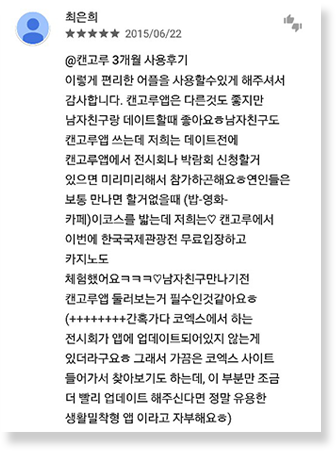 최은희
★★★★★ 2015/06/22
@캔고루 3개월 사용후기
이렇게 편리한 어플을 사용할수있게 해주셔서
감사합니다. 캔고루앱은 다른것도 좋지만
남자친구랑 데이트할때 좋아요ㅎ남자친구도
캔고루앱 쓰는데 저희는 데이트전에
캔고루앱에서 전시회나 박람회 신청할거
있으면 미리미리해서 참가하곤해요ㅎ연인들은
보통 만나면 할거없을때 (밥-영화-
카페)이코스를 밟는데 저희는♡ 캔고루에서
이번에 한국국제관광전 무료입장하고
카지노도
체험했어요ㅋㅋㅋ♡남자친구만나기전
캔고루앱 둘러보는거 필수인것같아요ㅎ
(++++++++간혹가다 코엑스에서 하는
전시회가 앱에 업데이트되어있지 않는게
있더라구요ㅎ 그래서 가끔은 코엑스 사이트
들어가서 찾아보기도 하는데, 이 부분만 조금
더 빨리 업데이트 해주신다면 정말 유용한
생활밀착형 앱 이라고 자부해요ㅎ)